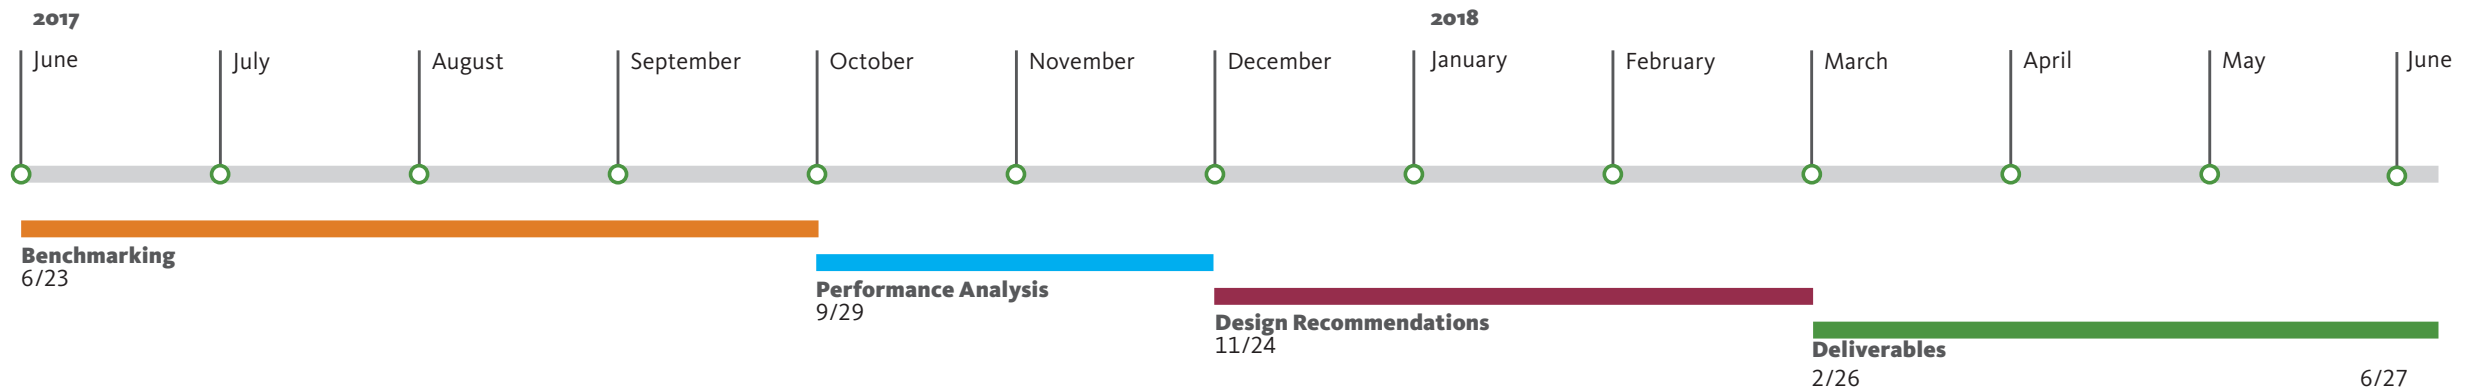 2017 2018
June July August September October November December January February March April May June
Benchmarking
6/23
Performance Analysis
9/29
Design Recommendations
11/24
Deliverables
2/26 6/27